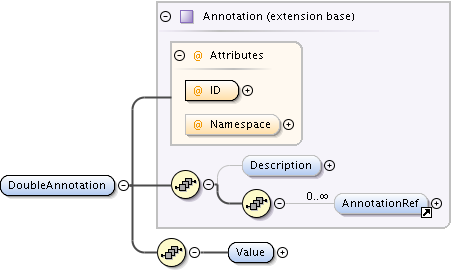 Annotation (extension base)
@ Attributes
@ ID
@ Namespace
Description
DoubleAnnotation
0..∞
AnnotationRef
Value